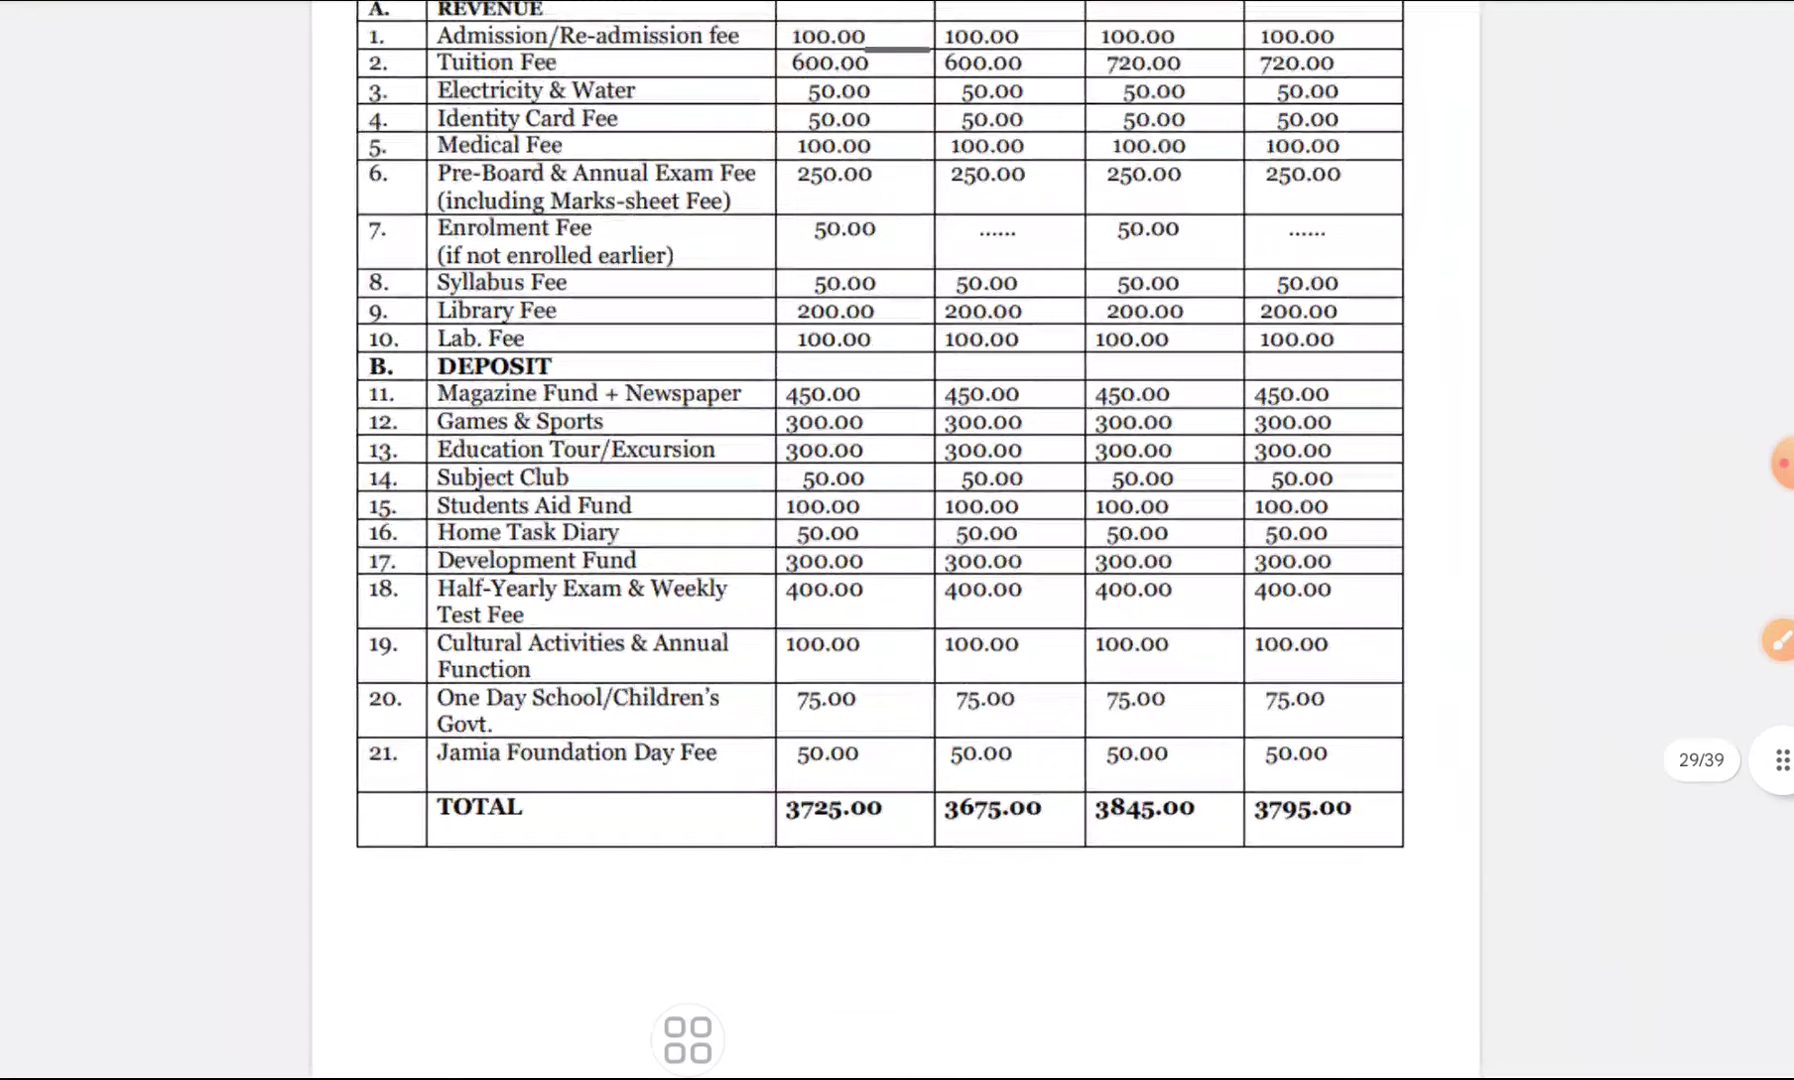 A. REVENUE
1. Admission/Re-admission fee 100.00 100.00 100.00 100.00
2. Tuition Fee 600.00 600.00 720.00 720.00
3. Electricity & Water 50.00 50.00 50.00 50.00
4. Identity Card Fee 50.00 50.00 50.00 50.00
5. Medical Fee 100.00 100.00 100.00 100.00
6. Pre-Board & Annual Exam Fee 250.00 250.00 250.00 250.00
(including Marks-sheet Fee)
7. Enrolment Fee 50.00 ...... 50.00 ......
(if not enrolled earlier)
8. Syllabus Fee 50.00 50.00 50.00 50.00
9. Library Fee 200.00 200.00 200.00 200.00
10. Lab. Fee 100.00 100.00 100.00 100.00
B. DEPOSIT
11. Magazine Fund + Newspaper 450.00 450.00 450.00 450.00
12. Games & Sports 300.00 300.00 300.00 300.00
13. Education Tour/Excursion 300.00 300.00 300.00 300.00
14. Subject Club 50.00 50.00 50.00 50.00
15. Students Aid Fund 100.00 100.00 100.00 100.00
16. Home Task Diary 50.00 50.00 50.00 50.00
17. Development Fund 300.00 300.00 300.00 300.00
18. Half-Yearly Exam & Weekly 400.00 400.00 400.00 400.00
Test Fee
19. Cultural Activities & Annual 100.00 100.00 100.00 100.00
Function
20. One Day School/Children’s 75.00 75.00 75.00 75.00
Govt.
21. Jamia Foundation Day Fee 50.00 50.00 50.00 50.00
29/39
TOTAL 3725.00 3675.00 3845.00 3795.00